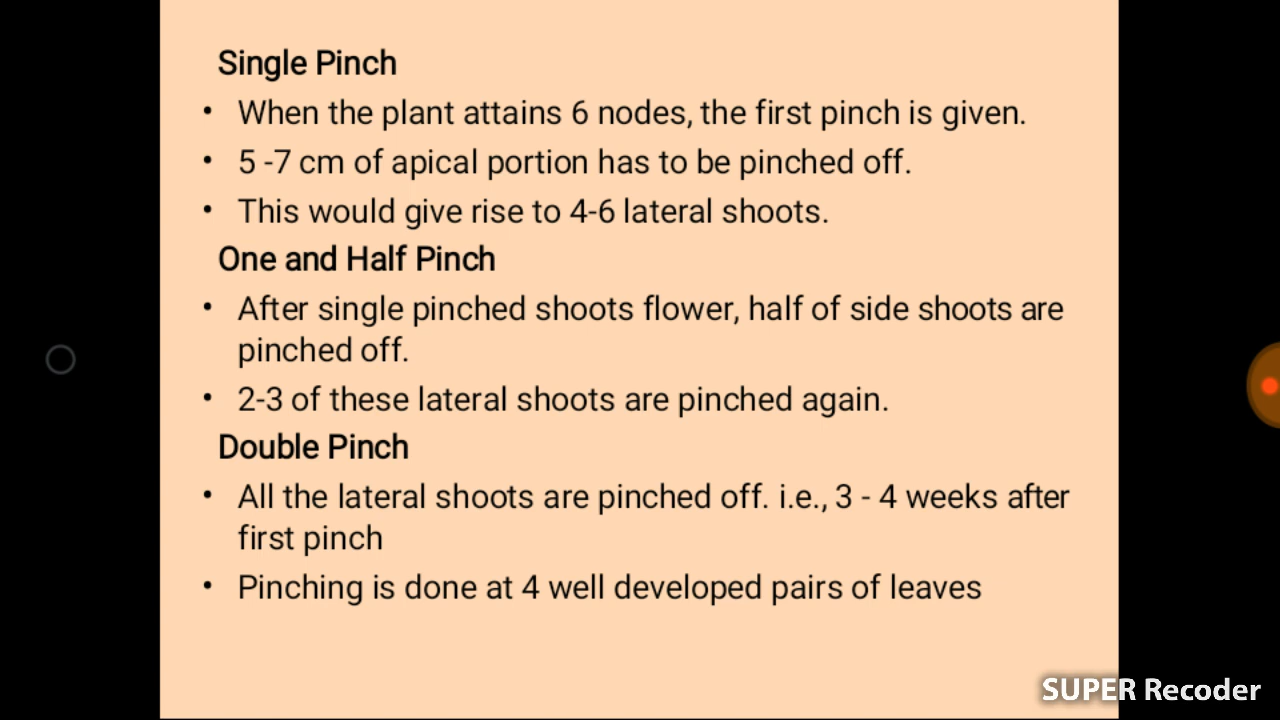 Single Pinch
• When the plant attains 6 nodes, the first pinch is given.
• 5 -7 cm of apical portion has to be pinched off.
• This would give rise to 4-6 lateral shoots.
One and Half Pinch
• After single pinched shoots flower, half of side shoots are
pinched off.
• 2-3 of these lateral shoots are pinched again.
Double Pinch
• All the lateral shoots are pinched off. i.e., 3 - 4 weeks after
first pinch
• Pinching is done at 4 well developed pairs of leaves
SUPER Recoder